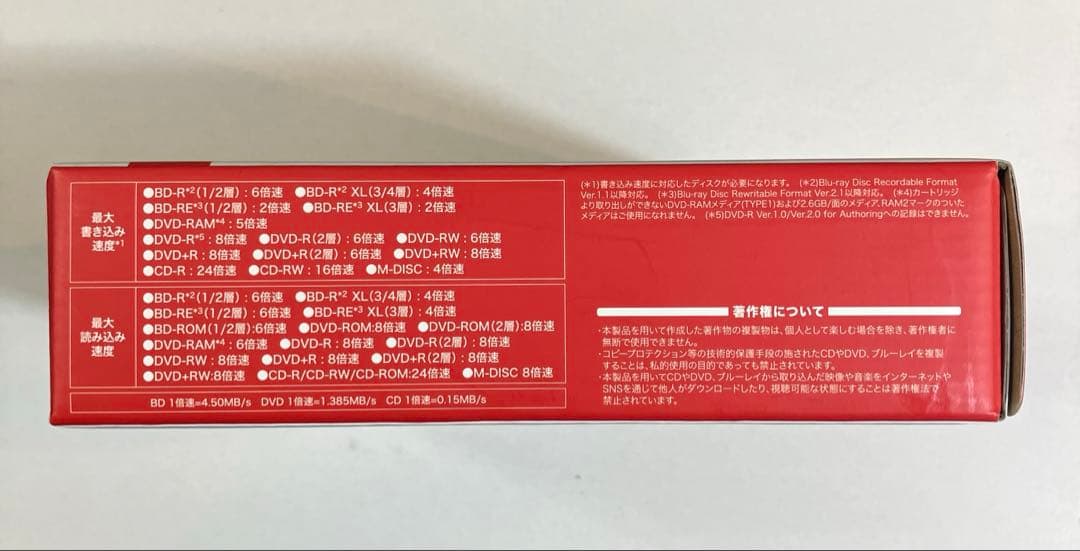 最大
書き込み
速度*1
●BD-R*2(1/2層)：6倍速 ●BD-R*2 XL(3/4層)：4倍速
●BD-RE*3(1/2層)：2倍速 ●BD-RE*3 XL(3層)：2倍速
●DVD-RAM*4：5倍速
●DVD-R*5：8倍速 ●DVD-R(2層)：6倍速 ●DVD-RW：6倍速
●DVD+R：8倍速 ●DVD+R(2層)：6倍速 ●DVD+RW：8倍速
●CD-R：24倍速 ●CD-RW：16倍速 ●M-DISC：4倍速
最大
読み込み
速度
●BD-R*2(1/2層)：6倍速 ●BD-R*2 XL(3/4層)：4倍速
●BD-RE*3(1/2層)：6倍速 ●BD-RE*3 XL(3層)：4倍速
●BD-ROM(1/2層):6倍速 ●DVD-ROM:8倍速 ●DVD-ROM(2層):8倍速
●DVD-RAM*4：6倍速 ●DVD-R：8倍速 ●DVD-R(2層)：8倍速
●DVD-RW：8倍速 ●DVD+R：8倍速 ●DVD+R(2層)：8倍速
●DVD+RW:8倍速 ●CD-R/CD-RW/CD-ROM:24倍速 ●M-DISC 8倍速
BD 1倍速=4.50MB/s DVD 1倍速=1.385MB/s CD 1倍速=0.15MB/s
(*1)書き込み速度に対応したディスクが必要になります。 (*2)Blu-ray Disc Recordable Format
Ver.1.1以降対応。 (*3)Blu-ray Disc Rewritable Format Ver.2.1以降対応。 (*4)カートリッジ
より取り出しができないDVD-RAMメディア(TYPE1)および2.6GB/面のメディア、RAM2マークのついた
メディアはご使用になれません。 (*5)DVD-R Ver.1.0/Ver.2.0 for Authoringへの記録はできません。
著作権について
・本製品を用いて作成した著作物の複製物は、個人として楽しむ場合を除き、著作権者に
無断で使用できません。
・コピープロテクション等の技術的保護手段の施されたCDやDVD、ブルーレイを複製
することは、私的使用の目的であっても禁止されています。
・本製品を用いてCDやDVD、ブルーレイから取り込んだ映像や音楽をインターネットや
SNSを通じて他人がダウンロードしたり、視聴可能な状態にすることは著作権法で
禁止されています。